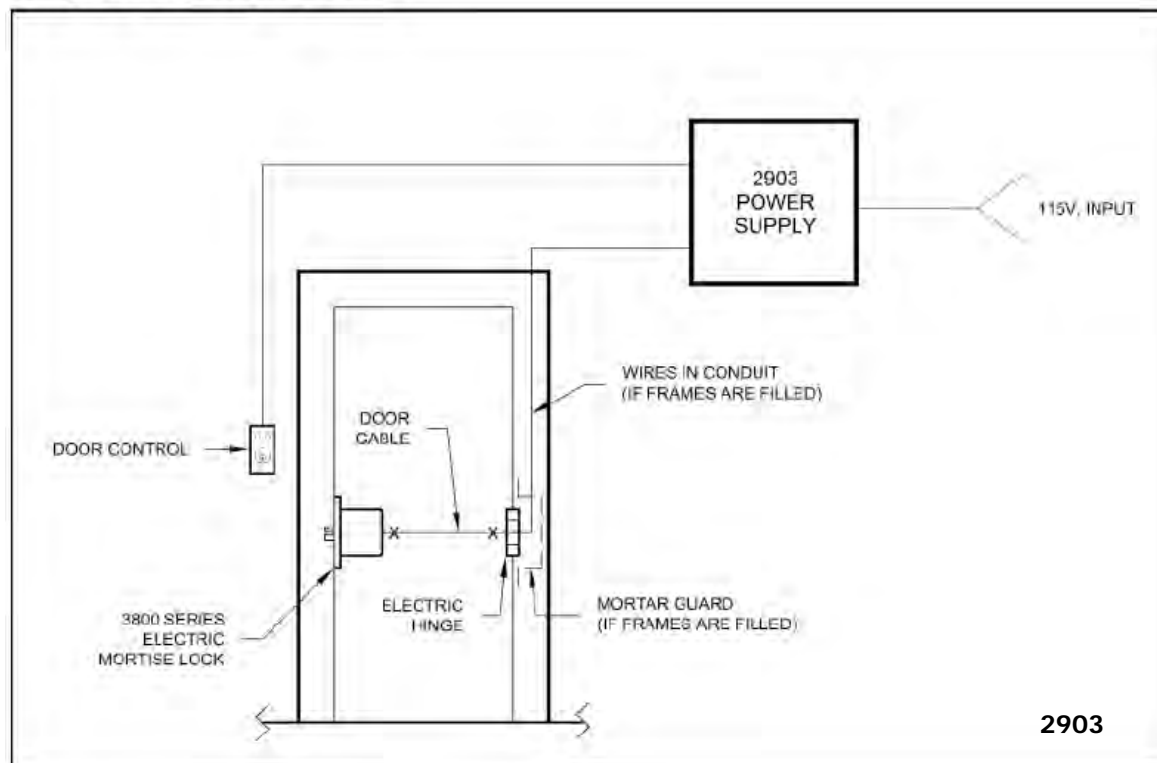 2903
POWER
SUPPLY
115V, INPUT
WIRES IN CONDUIT
(IF FRAMES ARE FILLED)
DOOR
CABLE
DOOR CONTROL
ELECTRIC
HINGE
MORTAR GUARD
(IF FRAMES ARE FILLED)
3800 SERIES
ELECTRIC
MORTISE LOCK
2903